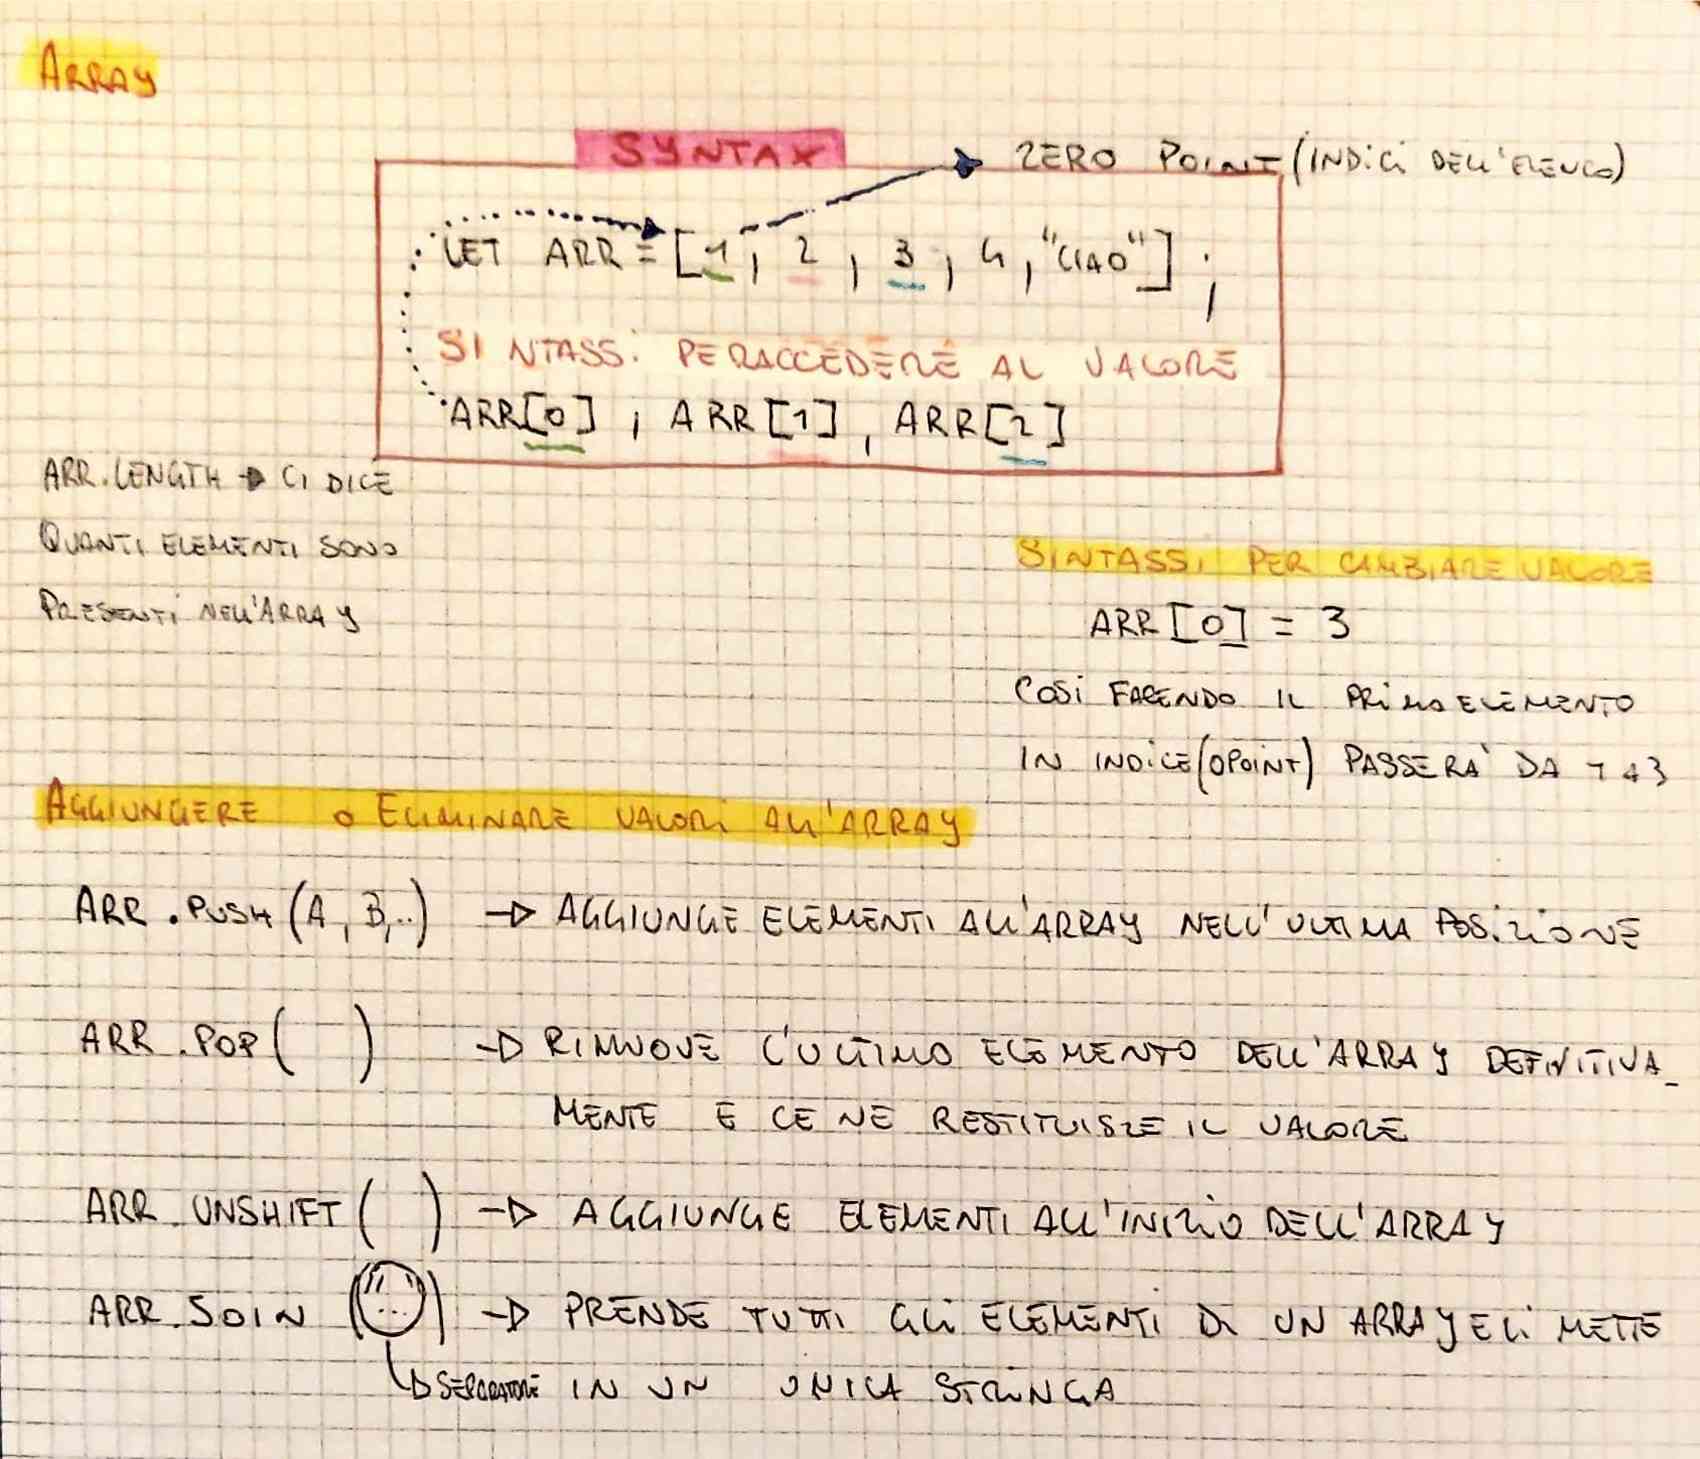 ARRAY
SYNTAX
ZERO POINT (INDICI DELL'ELENCO)
LET ARR = [1, 2, 3, 4, "CIAO"];
SINTASSI PER ACCEDERE AL VALORE
ARR[0], ARR[1], ARR[2]
ARR.LENGTH → CI DICE
QUANTI ELEMENTI SONO
PRESENTI NELL'ARRAY
SINTASSI PER CAMBIARE VALORE
ARR[0] = 3
COSI FACENDO IL PRIMO ELEMENTO
IN INDICE (0POINT) PASSERA' DA 1 A 3
AGGIUNGERE O ELIMINARE VALORI ALL'ARRAY
ARR.PUSH(A, B,..) → AGGIUNGE ELEMENTI ALL'ARRAY NELL'ULTIMA POSIZIONE
ARR.POP( ) → RIMUOVE L'ULTIMO ELEMENTO DELL'ARRAY DEFINITIVA_
MENTE E CE NE RESTITUISCE IL VALORE
ARR.UNSHIFT( ) → AGGIUNGE ELEMENTI ALL'INIZIO DELL'ARRAY
ARR.JOIN ("...") → PRENDE TUTTI GLI ELEMENTI DI UN ARRAY E LI METTE
→ SEPARATORE IN UN UNICA STRINGA